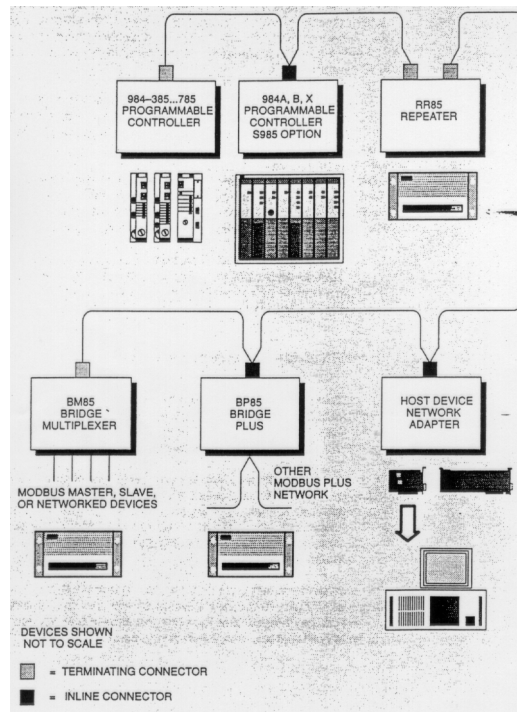 984–385...785
PROGRAMMABLE
CONTROLLER
984A, B, X
PROGRAMMABLE
CONTROLLER
S985 OPTION
RR85
REPEATER
BM85
BRIDGE
MULTIPLEXER
BP85
BRIDGE
PLUS
HOST DEVICE
NETWORK
ADAPTER
MODBUS MASTER, SLAVE,
OR NETWORKED DEVICES
OTHER
MODBUS PLUS
NETWORK
DEVICES SHOWN
NOT TO SCALE
= TERMINATING CONNECTOR
= INLINE CONNECTOR